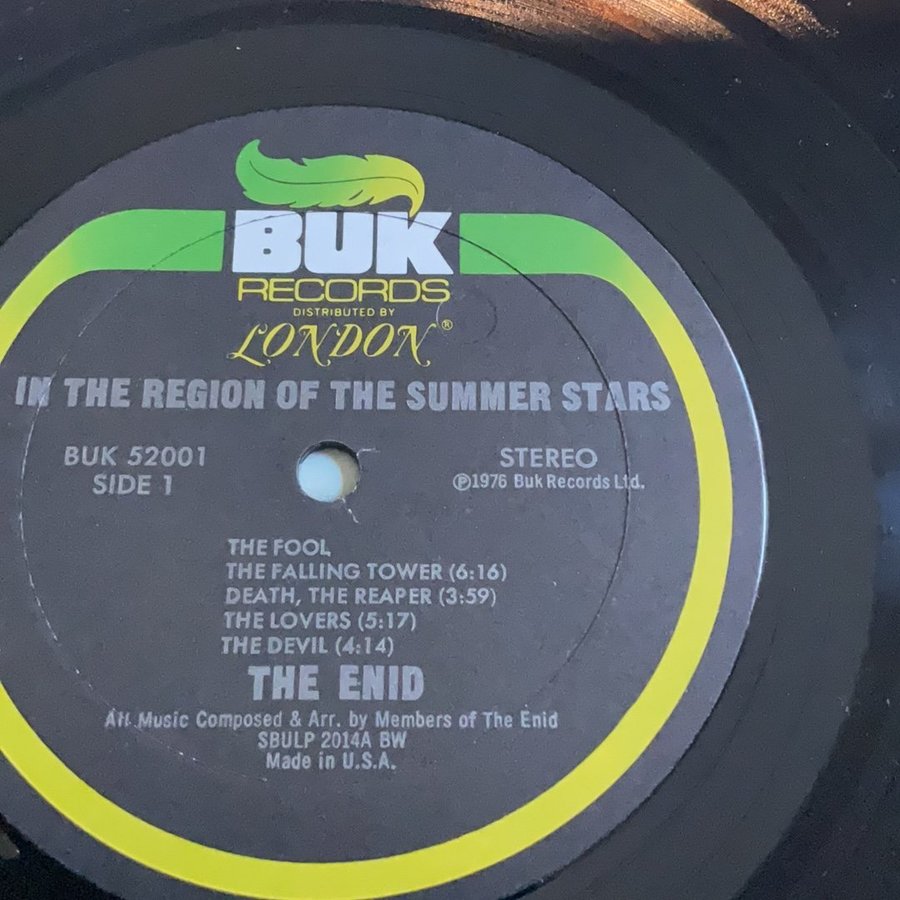 BUK
RECORDS
DISTRIBUTED BY
LONDON®
IN THE REGION OF THE SUMMER STARS
BUK 52001
SIDE 1
STEREO
℗1976 Buk Records Ltd.
THE FOOL
THE FALLING TOWER (6:16)
DEATH, THE REAPER (3:59)
THE LOVERS (5:17)
THE DEVIL (4:14)
THE ENID
All Music Composed & Arr. by Members of The Enid
SBULP 2014A BW
Made in U.S.A.